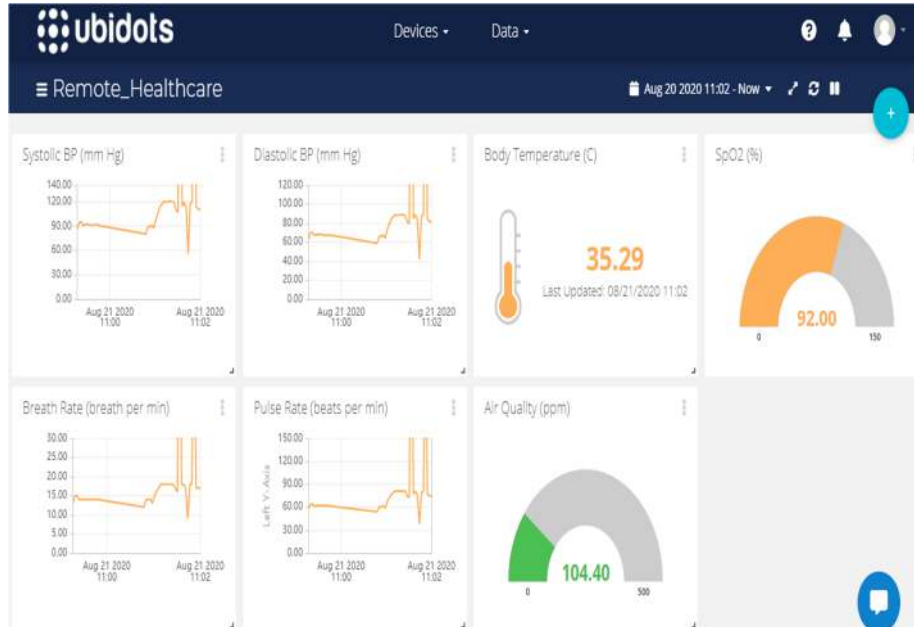 ubidots
Devices
Data
?
Remote_Healthcare
Aug 20 2020 11:02 - Now
+
Systolic BP (mm Hg)
140.00
120.00
90.00
60.00
30.00
0.00
Aug 21 2020
11:00
Aug 21 2020
11:02
Diastolic BP (mm Hg)
120.00
100.00
80.00
60.00
40.00
20.00
0.00
Aug 21 2020
11:00
Aug 21 2020
11:02
Body Temperature (C)
35.29
Last Updated: 08/21/2020 11:02
SpO2 (%)
92.00
0
150
Breath Rate (breath per min)
30.00
25.00
20.00
15.00
10.00
5.00
0.00
Aug 21 2020
11:00
Aug 21 2020
11:02
Pulse Rate (beats per min)
Left Y-Axis
150.00
120.00
90.00
60.00
30.00
0.00
Aug 21 2020
11:00
Aug 21 2020
11:02
Air Quality (ppm)
104.40
0
500